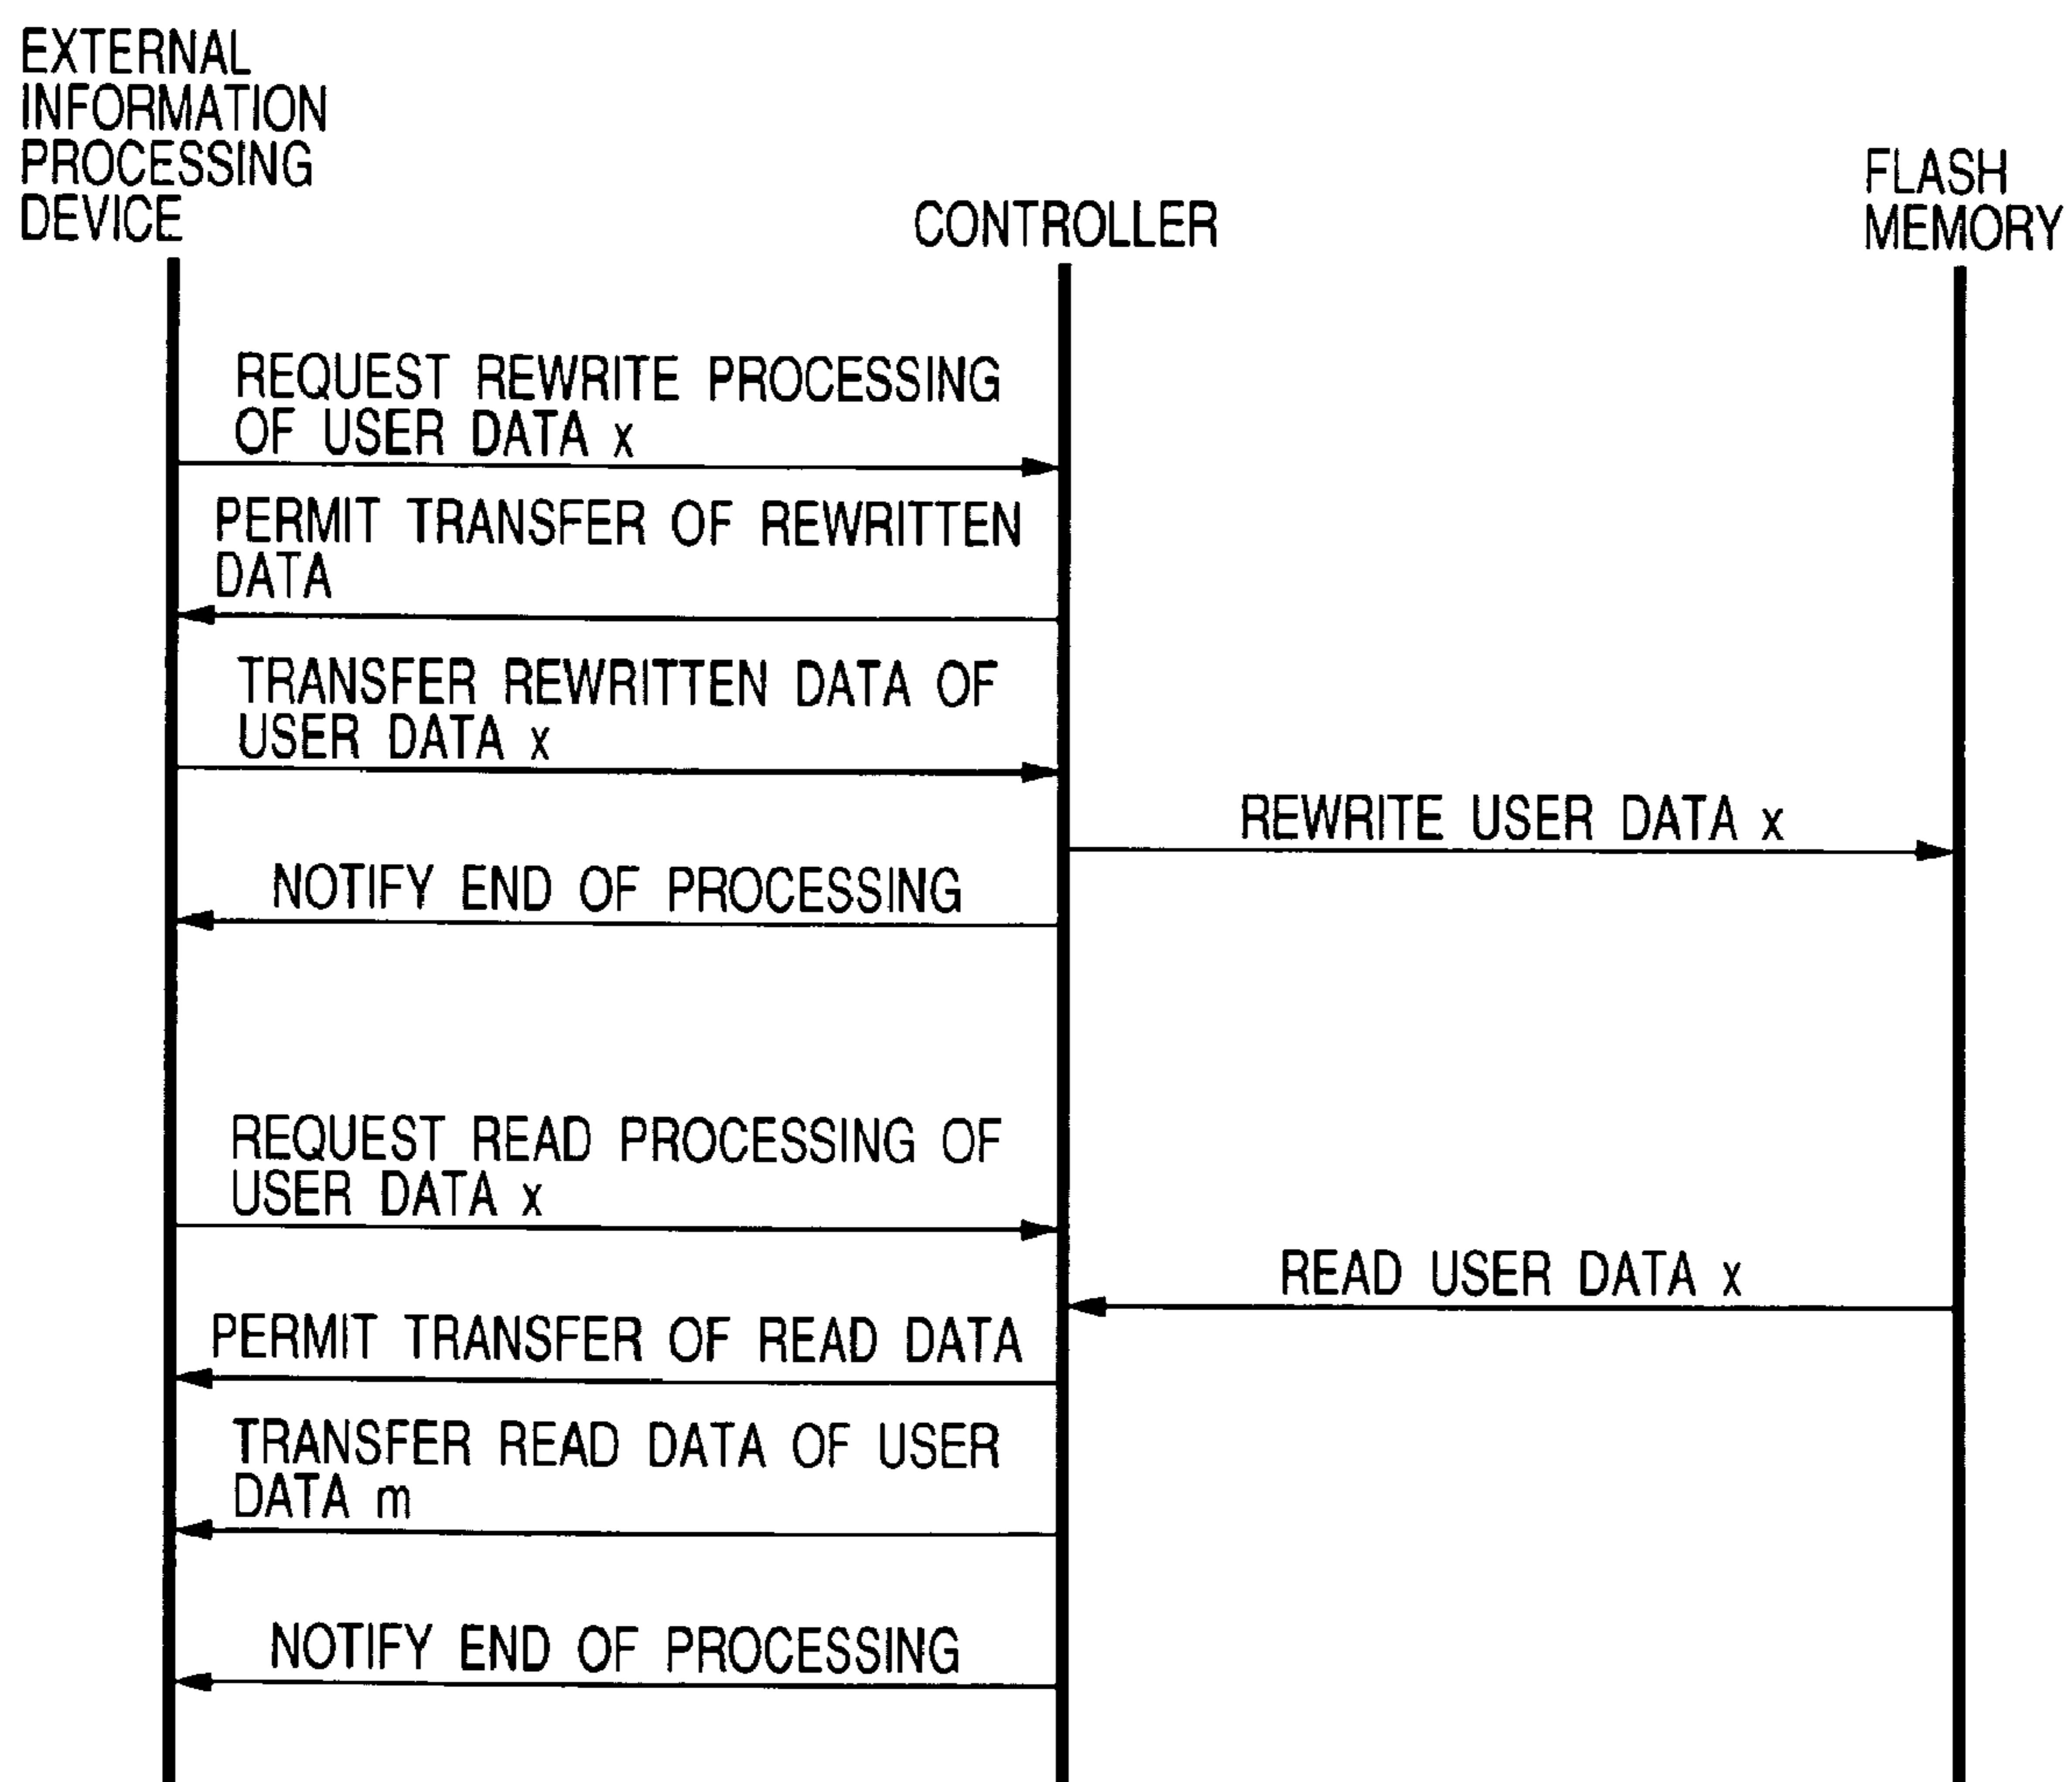 EXTERNAL
INFORMATION
PROCESSING
DEVICE
CONTROLLER
FLASH
MEMORY
REQUEST REWRITE PROCESSING
OF USER DATA x
PERMIT TRANSFER OF REWRITTEN
DATA
TRANSFER REWRITTEN DATA OF
USER DATA x
REWRITE USER DATA x
NOTIFY END OF PROCESSING
REQUEST READ PROCESSING OF
USER DATA x
READ USER DATA x
PERMIT TRANSFER OF READ DATA
TRANSFER READ DATA OF USER
DATA m
NOTIFY END OF PROCESSING